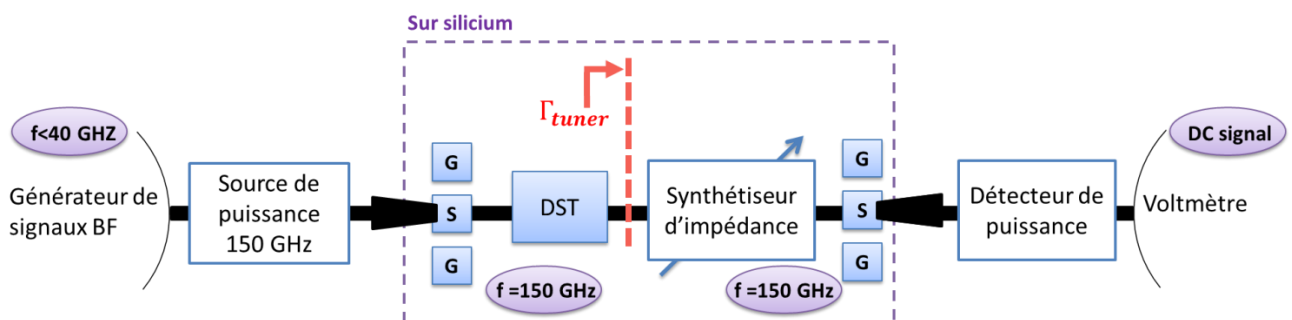 Sur silicium
Γtuner
f<40 GHZ
Générateur de
signaux BF
Source de
puissance
150 GHz
G
S
G
DST
f =150 GHz
Synthétiseur
d'impédance
f =150 GHz
G
S
G
Détecteur de
puissance
DC signal
Voltmètre